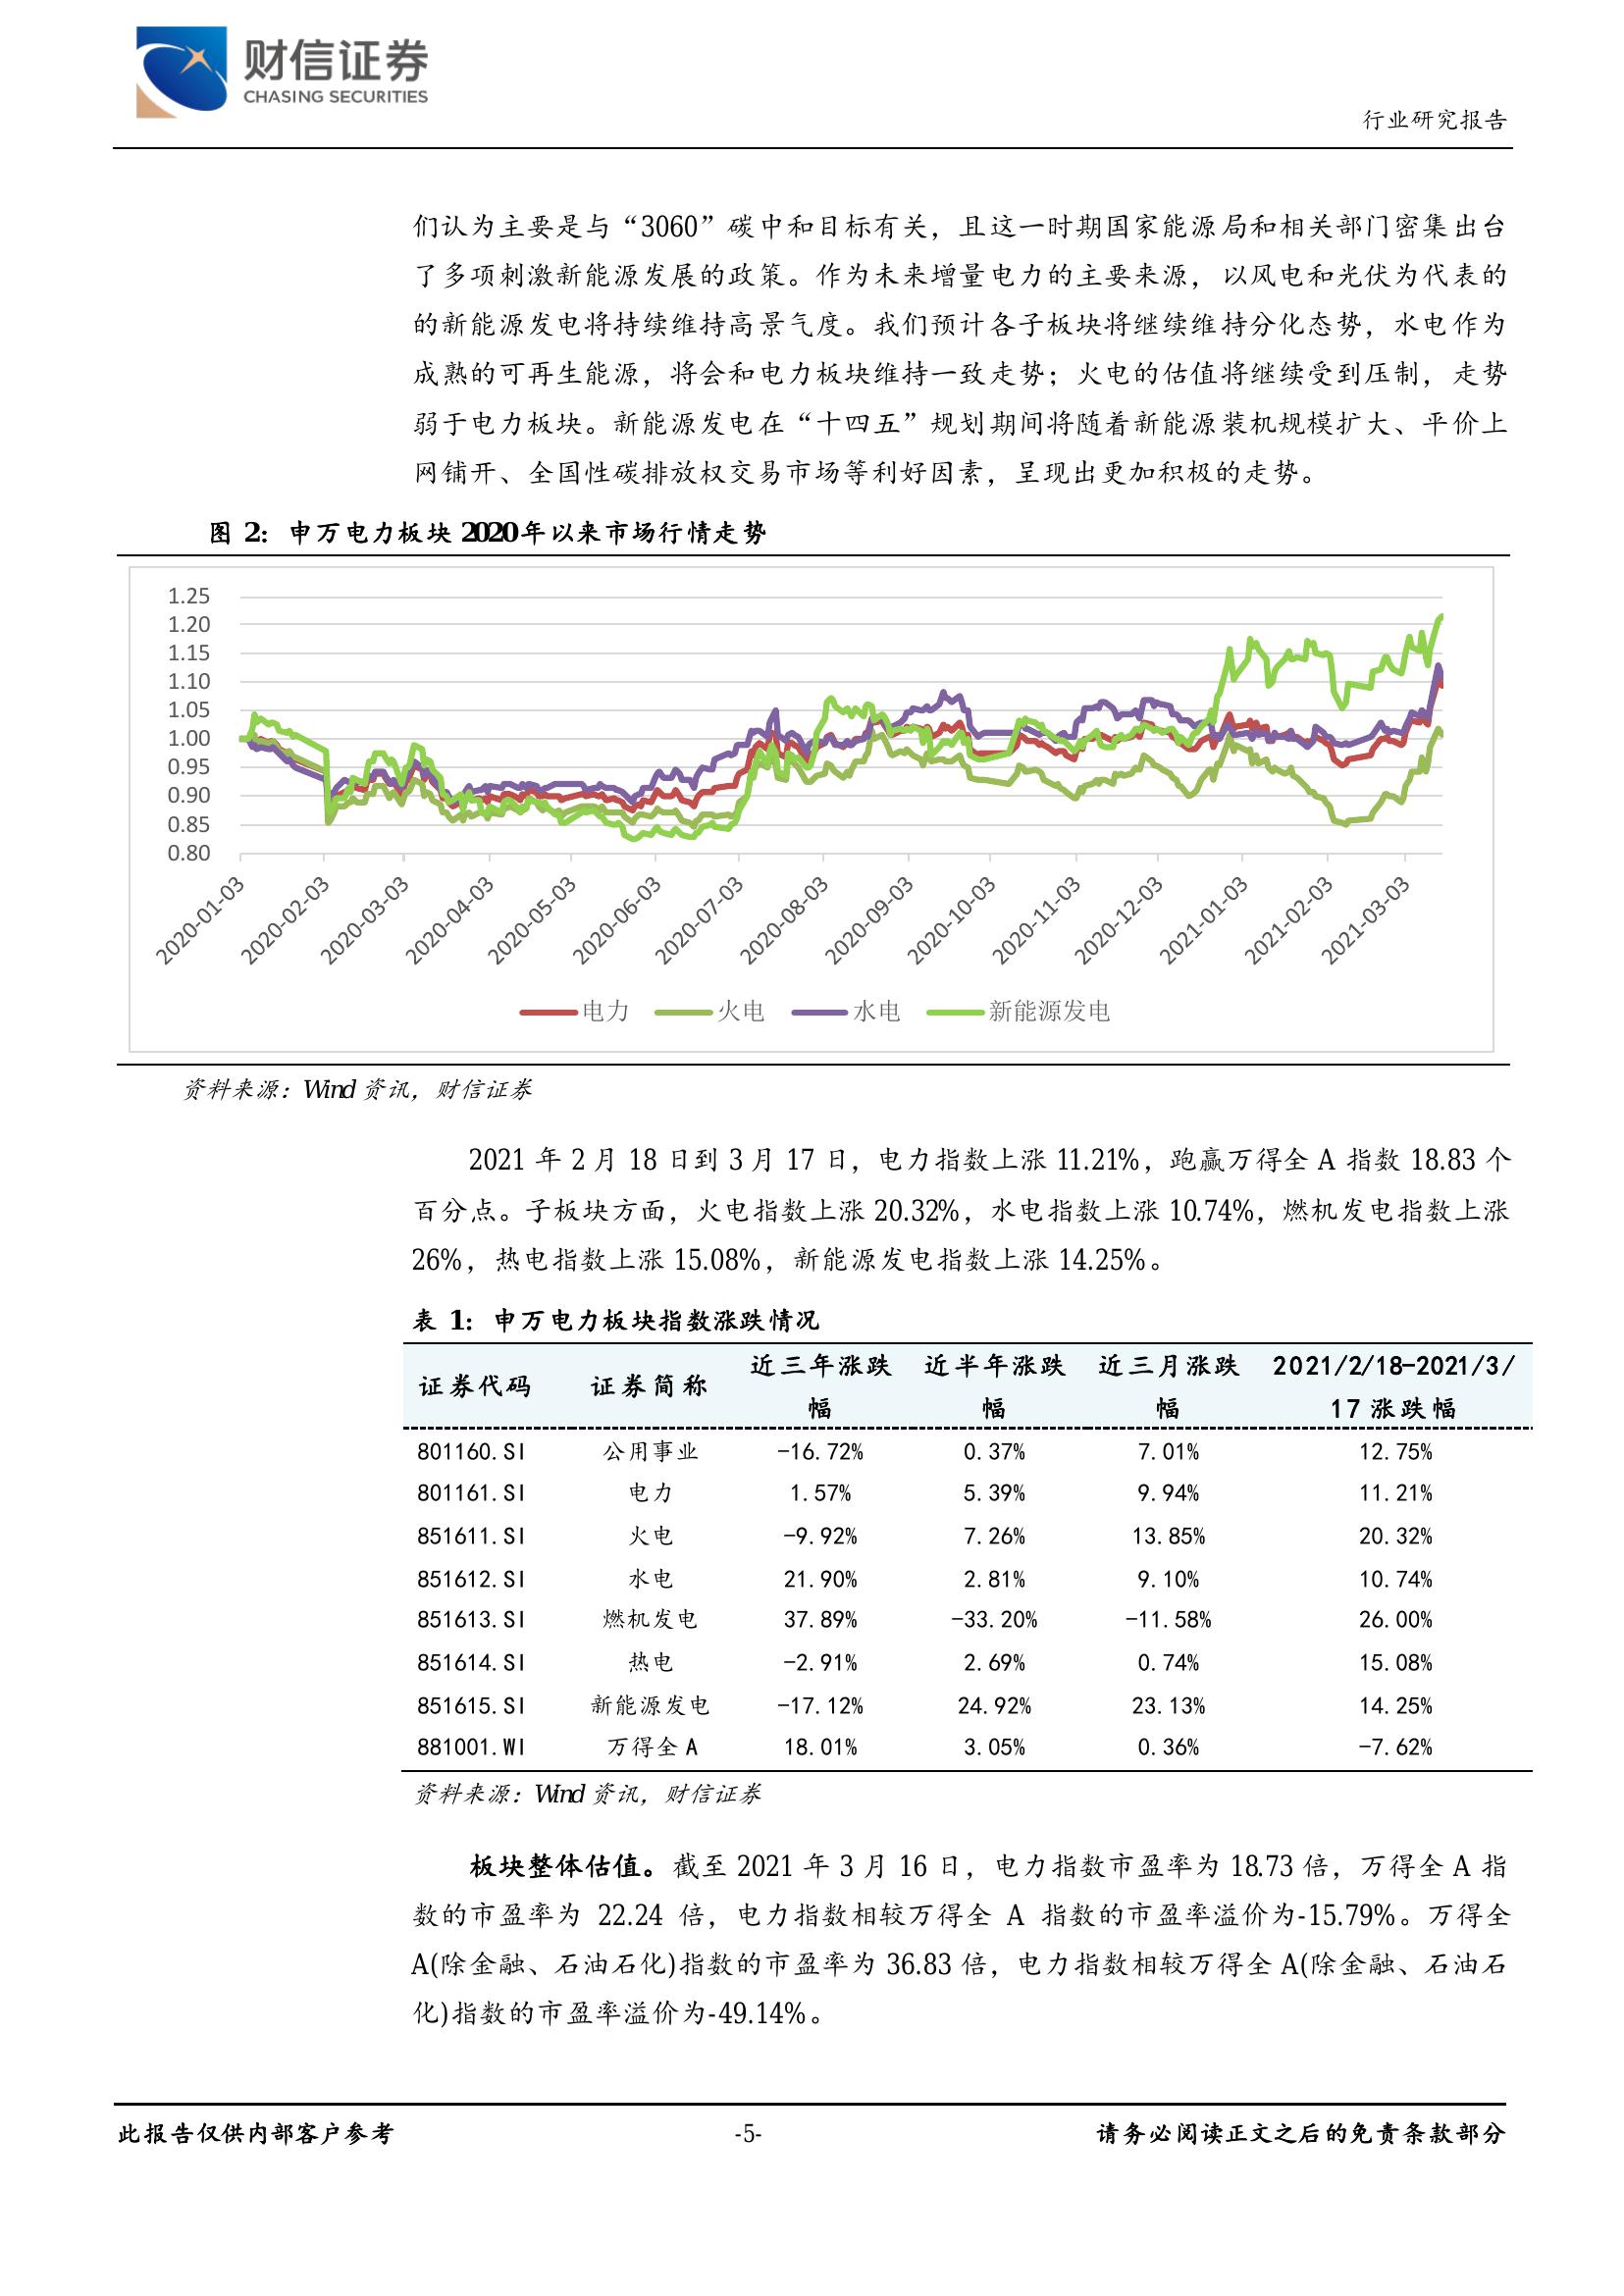 财信证券
CHASING SECURITIES
行业研究报告
们认为主要是与“3060”碳中和目标有关，且这一时期国家能源局和相关部门密集出台
了多项刺激新能源发展的政策。作为未来增量电力的主要来源，以风电和光伏为代表的
的新能源发电将持续维持高景气度。我们预计各子板块将继续维持分化态势，水电作为
成熟的可再生能源，将会和电力板块维持一致走势；火电的估值将继续受到压制，走势
弱于电力板块。新能源发电在“十四五”规划期间将随着新能源装机规模扩大、平价上
网铺开、全国性碳排放权交易市场等利好因素，呈现出更加积极的走势。
图 2：申万电力板块 2020年以来市场行情走势
1.25
1.20
1.15
1.10
1.05
1.00
0.95
0.90
0.85
0.80
2020-01-03
2020-02-03
2020-03-03
2020-04-03
2020-05-03
2020-06-03
2020-07-03
2020-08-03
2020-09-03
2020-10-03
2020-11-03
2020-12-03
2021-01-03
2021-02-03
2021-03-03
电力 火电 水电 新能源发电
资料来源：Wind 资讯，财信证券
2021 年 2 月 18 日到 3 月 17 日，电力指数上涨 11.21%，跑赢万得全 A 指数 18.83 个
百分点。子板块方面，火电指数上涨 20.32%，水电指数上涨 10.74%，燃机发电指数上涨
26%，热电指数上涨 15.08%，新能源发电指数上涨 14.25%。
表 1：申万电力板块指数涨跌情况
证券代码 证券简称 近三年涨跌幅 近半年涨跌幅 近三月涨跌幅 2021/2/18-2021/3/17 涨跌幅
801160.SI 公用事业 -16.72% 0.37% 7.01% 12.75%
801161.SI 电力 1.57% 5.39% 9.94% 11.21%
851611.SI 火电 -9.92% 7.26% 13.85% 20.32%
851612.SI 水电 21.90% 2.81% 9.10% 10.74%
851613.SI 燃机发电 37.89% -33.20% -11.58% 26.00%
851614.SI 热电 -2.91% 2.69% 0.74% 15.08%
851615.SI 新能源发电 -17.12% 24.92% 23.13% 14.25%
881001.WI 万得全 A 18.01% 3.05% 0.36% -7.62%
资料来源：Wind 资讯，财信证券
板块整体估值。截至 2021 年 3 月 16 日，电力指数市盈率为 18.73 倍，万得全 A 指
数的市盈率为 22.24 倍，电力指数相较万得全 A 指数的市盈率溢价为-15.79%。万得全
A(除金融、石油石化)指数的市盈率为 36.83 倍，电力指数相较万得全 A(除金融、石油石
化)指数的市盈率溢价为-49.14%。
此报告仅供内部客户参考 -5- 请务必阅读正文之后的免责条款部分